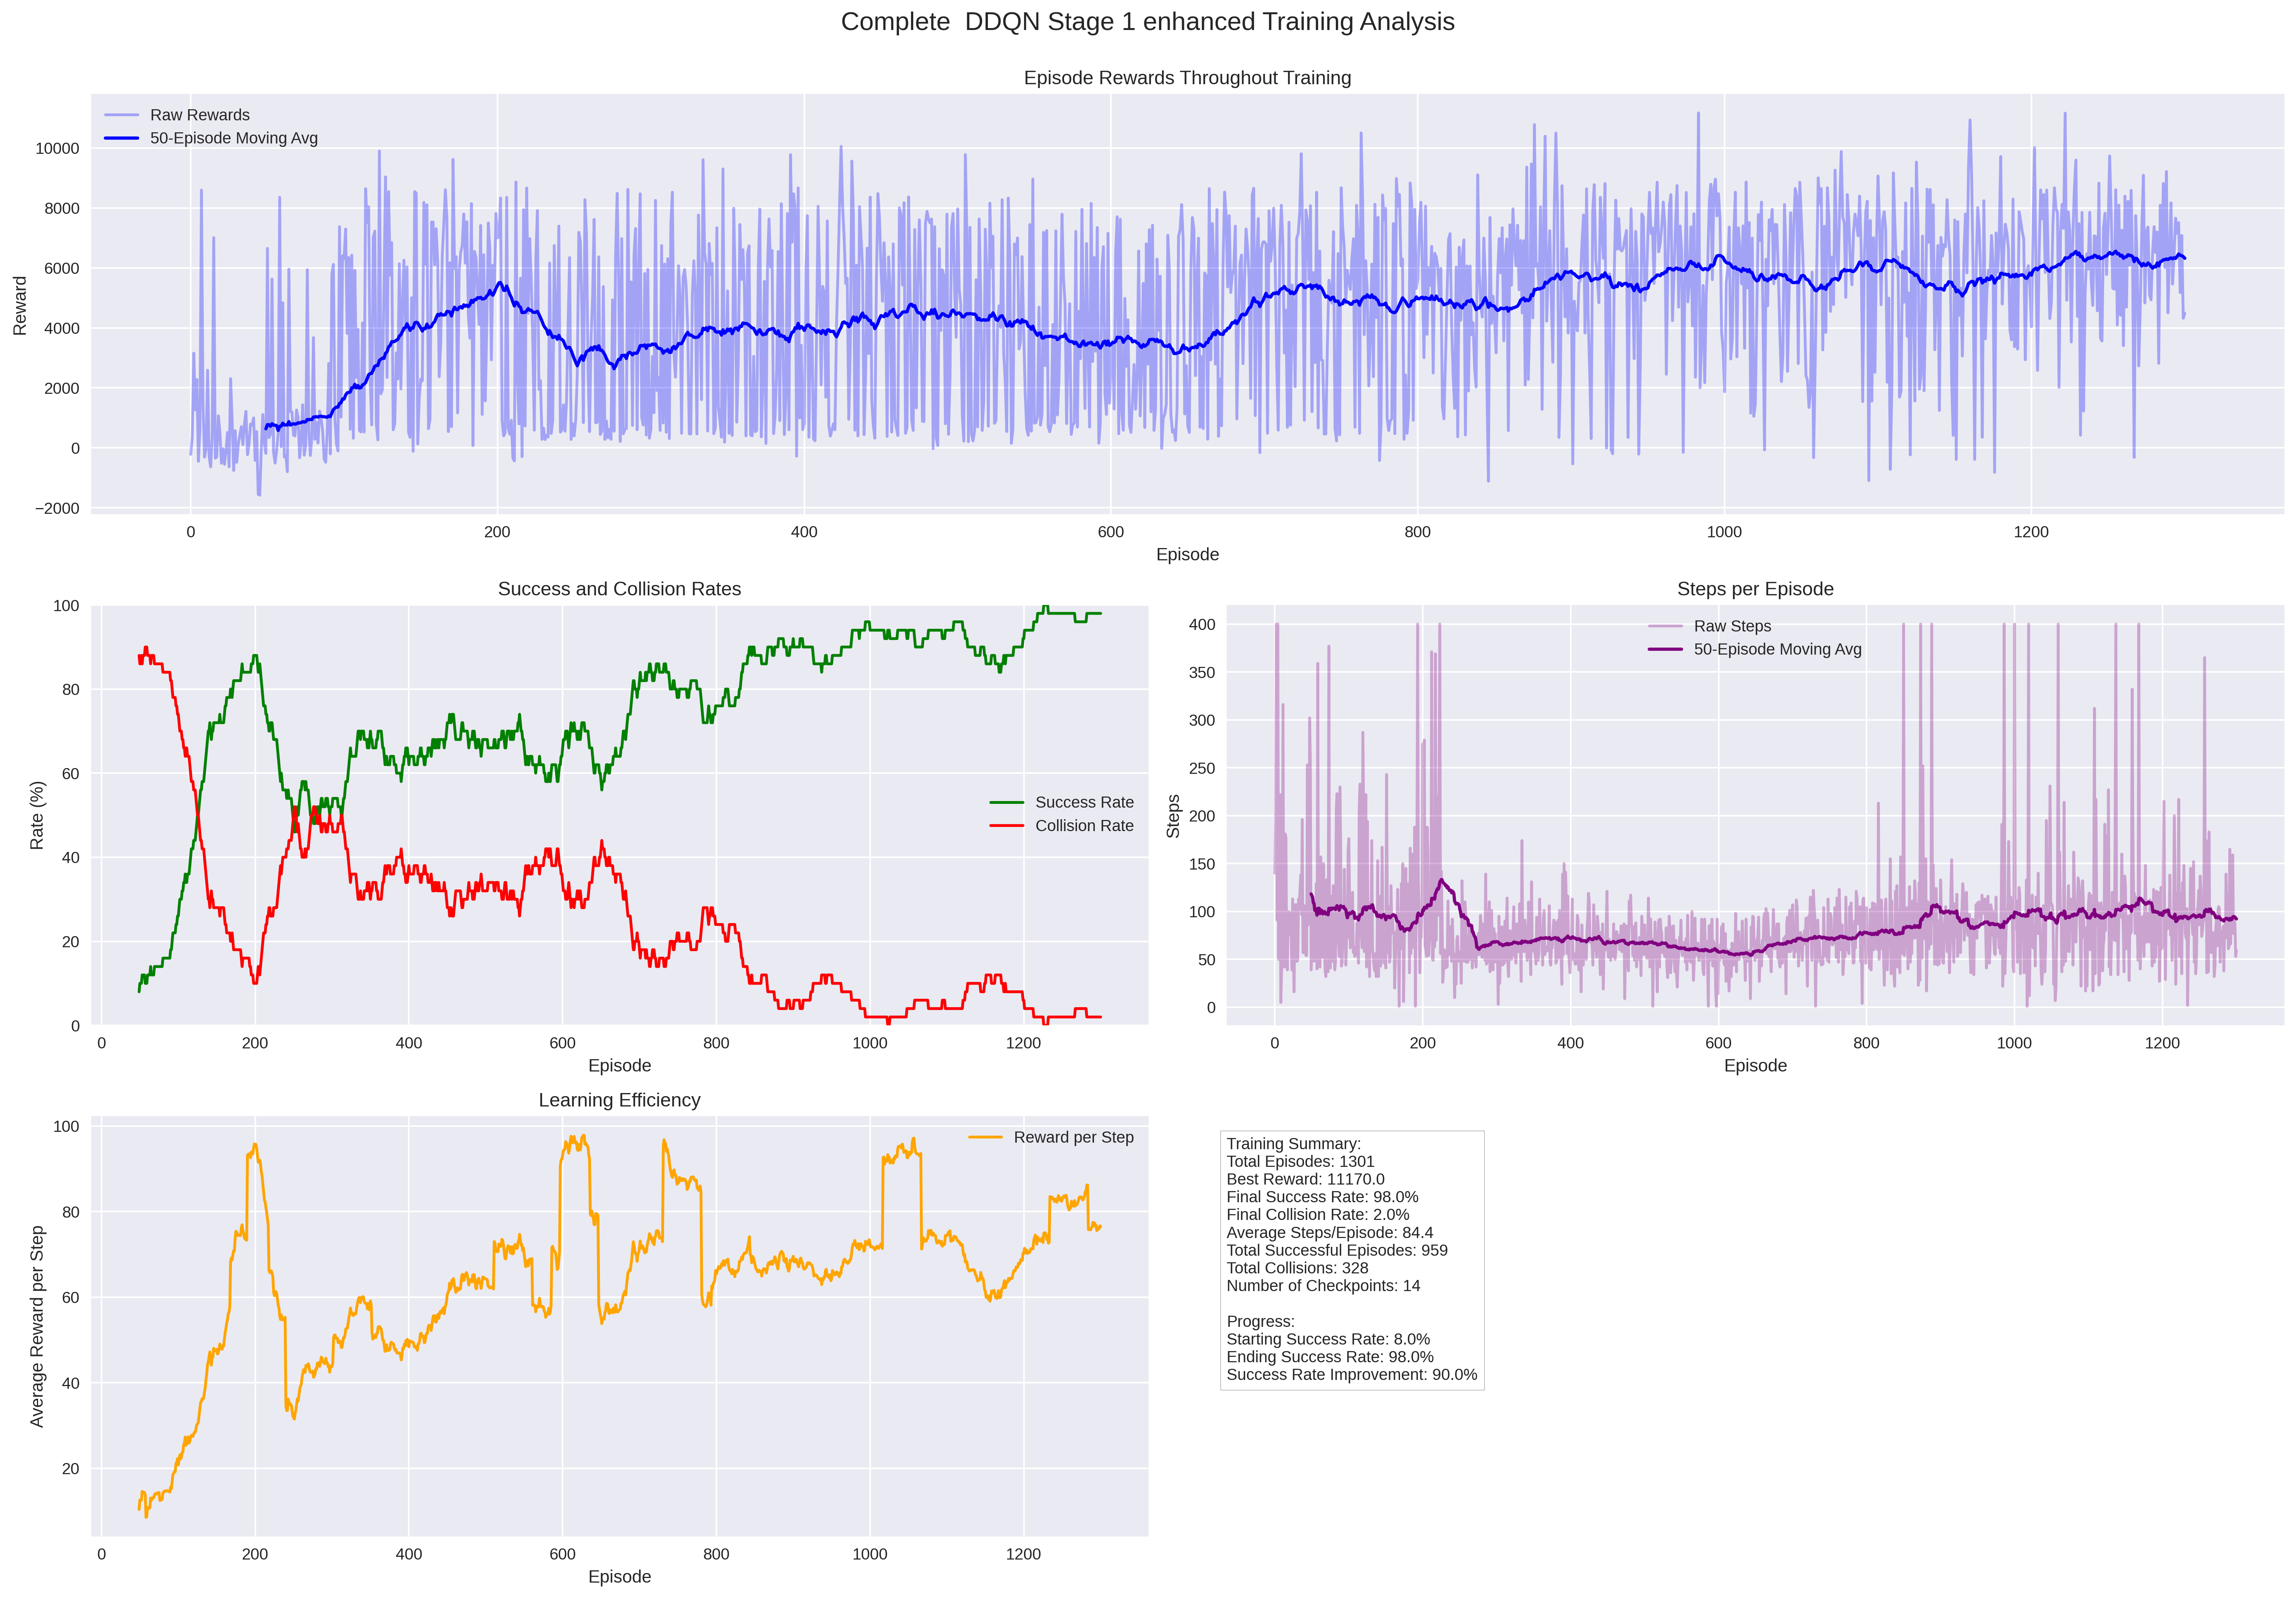 Complete  DDQN Stage 1 enhanced Training Analysis
Episode Rewards Throughout Training
Raw Rewards
50-Episode Moving Avg
Reward
10000
8000
6000
4000
2000
0
−2000
0 200 400 600 800 1000 1200
Episode
Success and Collision Rates
Rate (%)
100
80
60
40
20
0
Success Rate
Collision Rate
0 200 400 600 800 1000 1200
Episode
Steps per Episode
Raw Steps
50-Episode Moving Avg
Steps
400
350
300
250
200
150
100
50
0
0 200 400 600 800 1000 1200
Episode
Learning Efficiency
Reward per Step
Average Reward per Step
100
80
60
40
20
0 200 400 600 800 1000 1200
Episode
Training Summary:
Total Episodes: 1301
Best Reward: 11170.0
Final Success Rate: 98.0%
Final Collision Rate: 2.0%
Average Steps/Episode: 84.4
Total Successful Episodes: 959
Total Collisions: 328
Number of Checkpoints: 14
Progress:
Starting Success Rate: 8.0%
Ending Success Rate: 98.0%
Success Rate Improvement: 90.0%